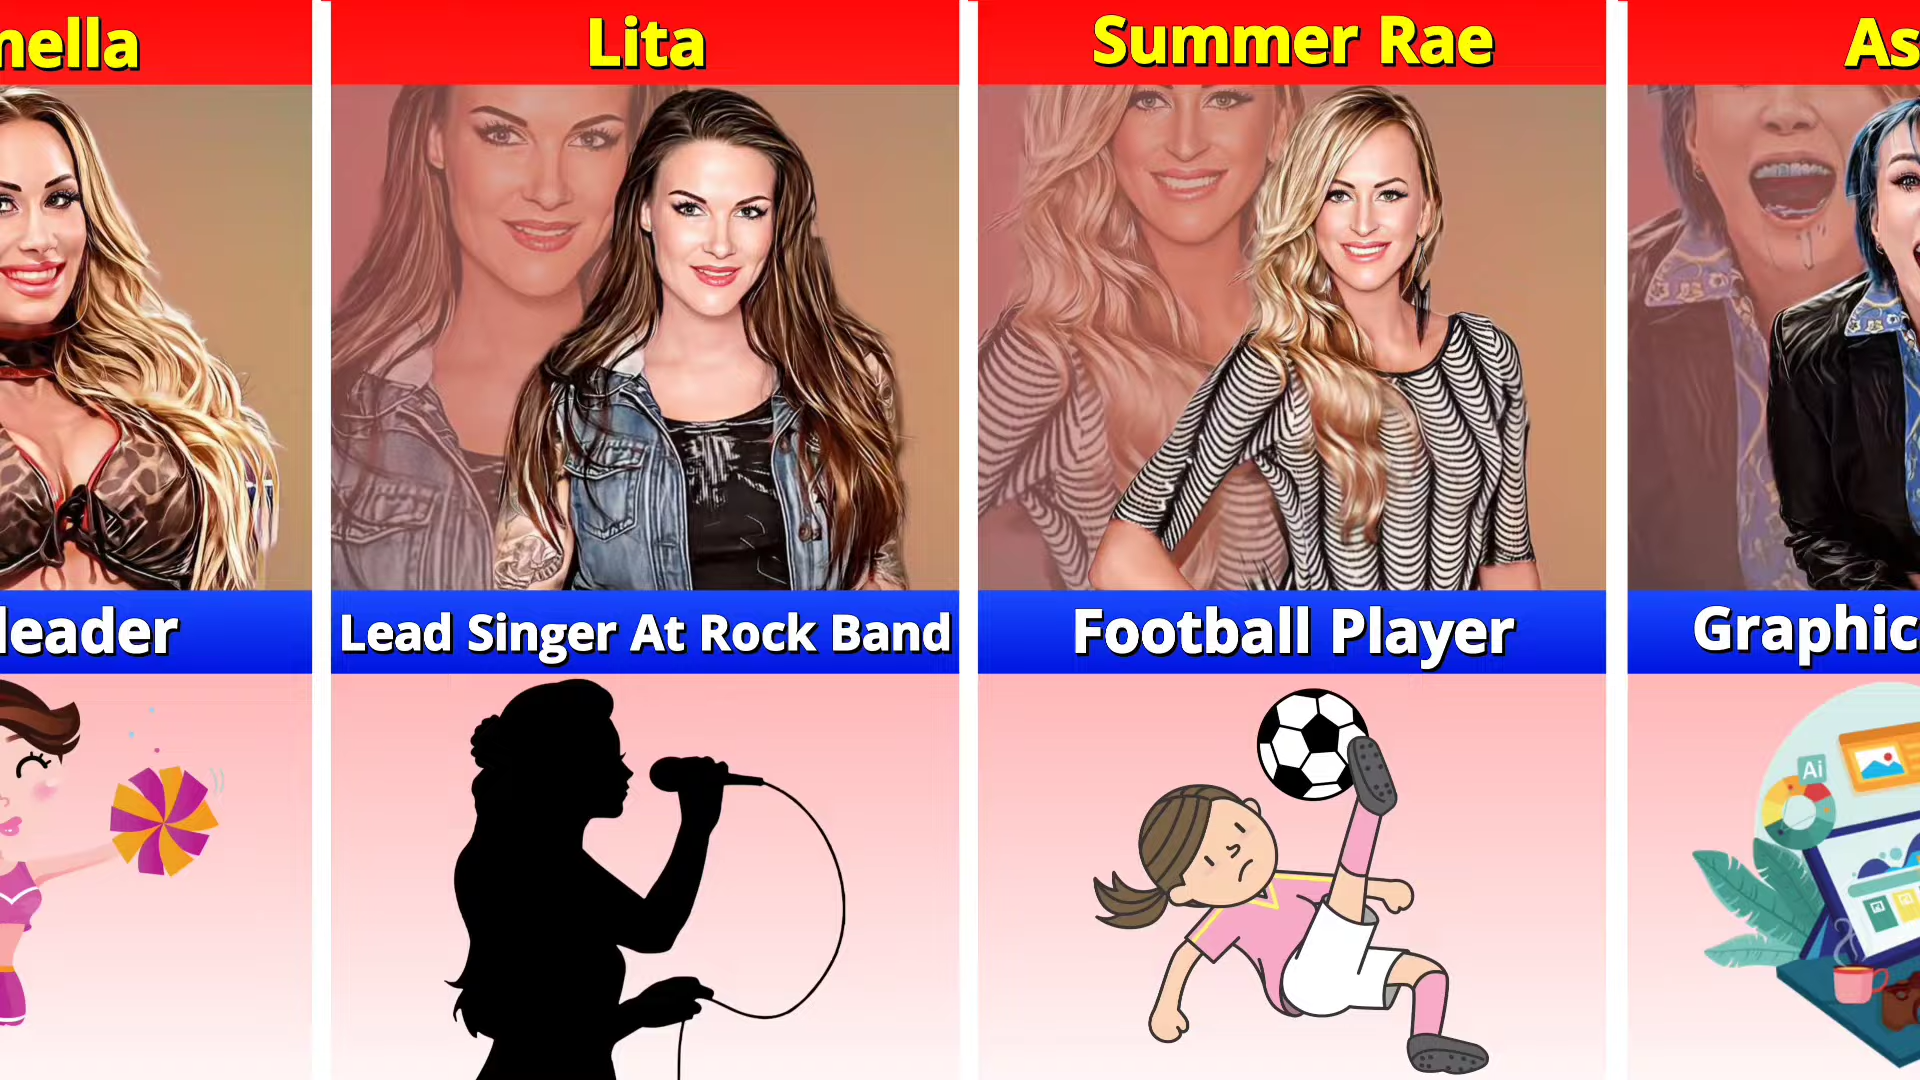 nella
Lita
Summer Rae
As
leader
Lead Singer At Rock Band
Football Player
Graphic
Ai